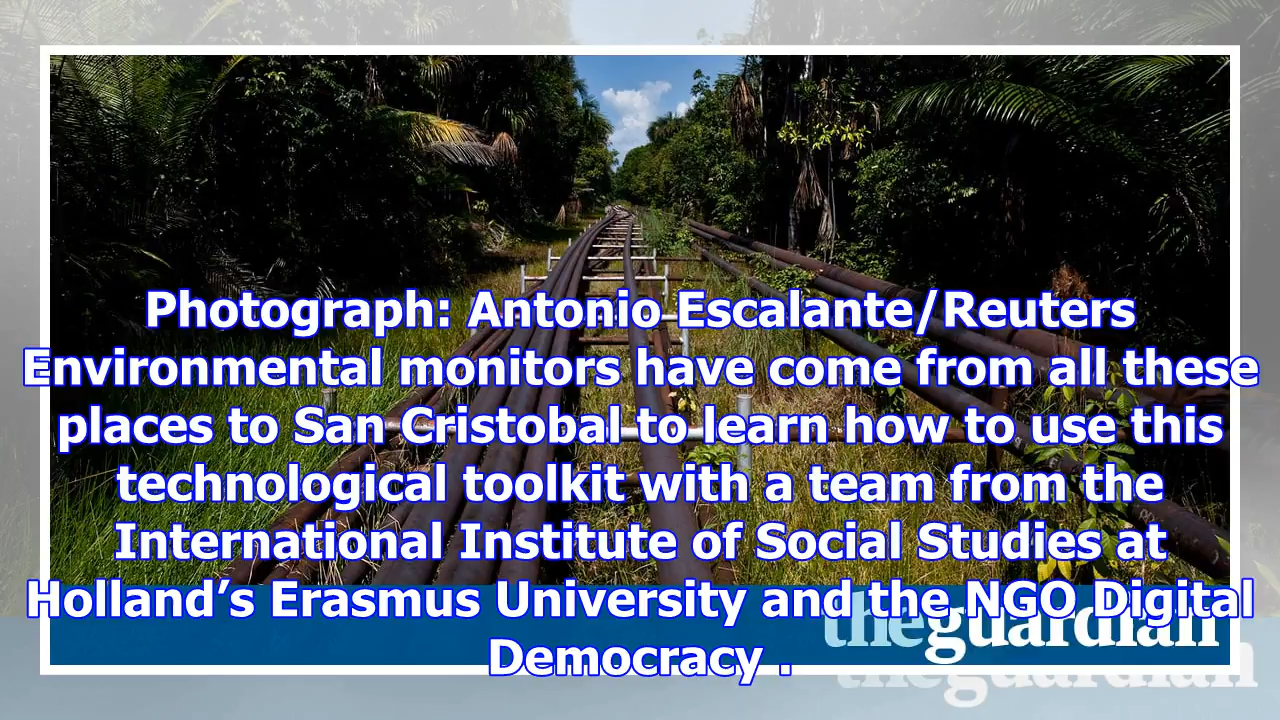 Photograph: Antonio Escalante/Reuters
Environmental monitors have come from all these
places to San Cristobal to learn how to use this
technological toolkit with a team from the
International Institute of Social Studies at
Holland’s Erasmus University and the NGO Digital
Democracy .
theguardian
theguardian